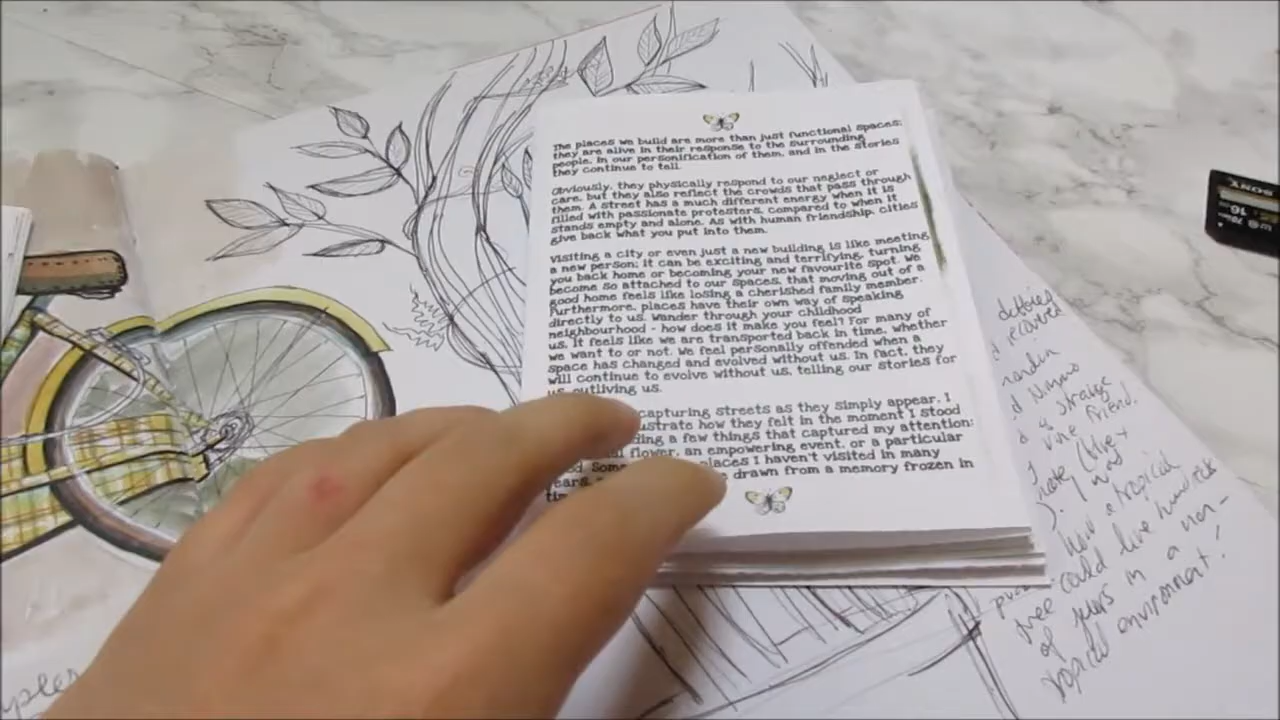 The places we build are more than just functional spaces;
they are alive in their response to the surrounding
people, in our personification of them, and in the stories
they continue to tell.
Obviously, they physically respond to our neglect or
care, but they also reflect the crowds that pass through
them. A street has a much different energy when it is
filled with passionate protesters, compared to when it
stands empty and alone. As with human friendship, cities
give back what you put into them.
Visiting a city or even just a new building is like meeting
a new person; it can be exciting and terrifying, turning
you back home or becoming your new favourite spot. We
become so attached to our spaces, that moving out of a
good home feels like losing a cherished family member.
Furthermore, places have their own way of speaking
directly to us. Wander through your childhood
neighbourhood - how does it make you feel? For many of
us, it feels like we are transported back in time, whether
we want to or not. We feel personally offended when a
space has changed and evolved without us. In fact, they
will continue to evolve without us, telling our stories for
us, outliving us.
capturing streets as they simply appear, I
how they felt in the moment I stood
a few things that captured my attention:
flower, an empowering event, or a particular
places I haven't visited in many
drawn from a memory frozen in
SONY
16
a strange
friend.
I was
how a tropical
tree could live hundreds
of years in a non-
tropical environment!